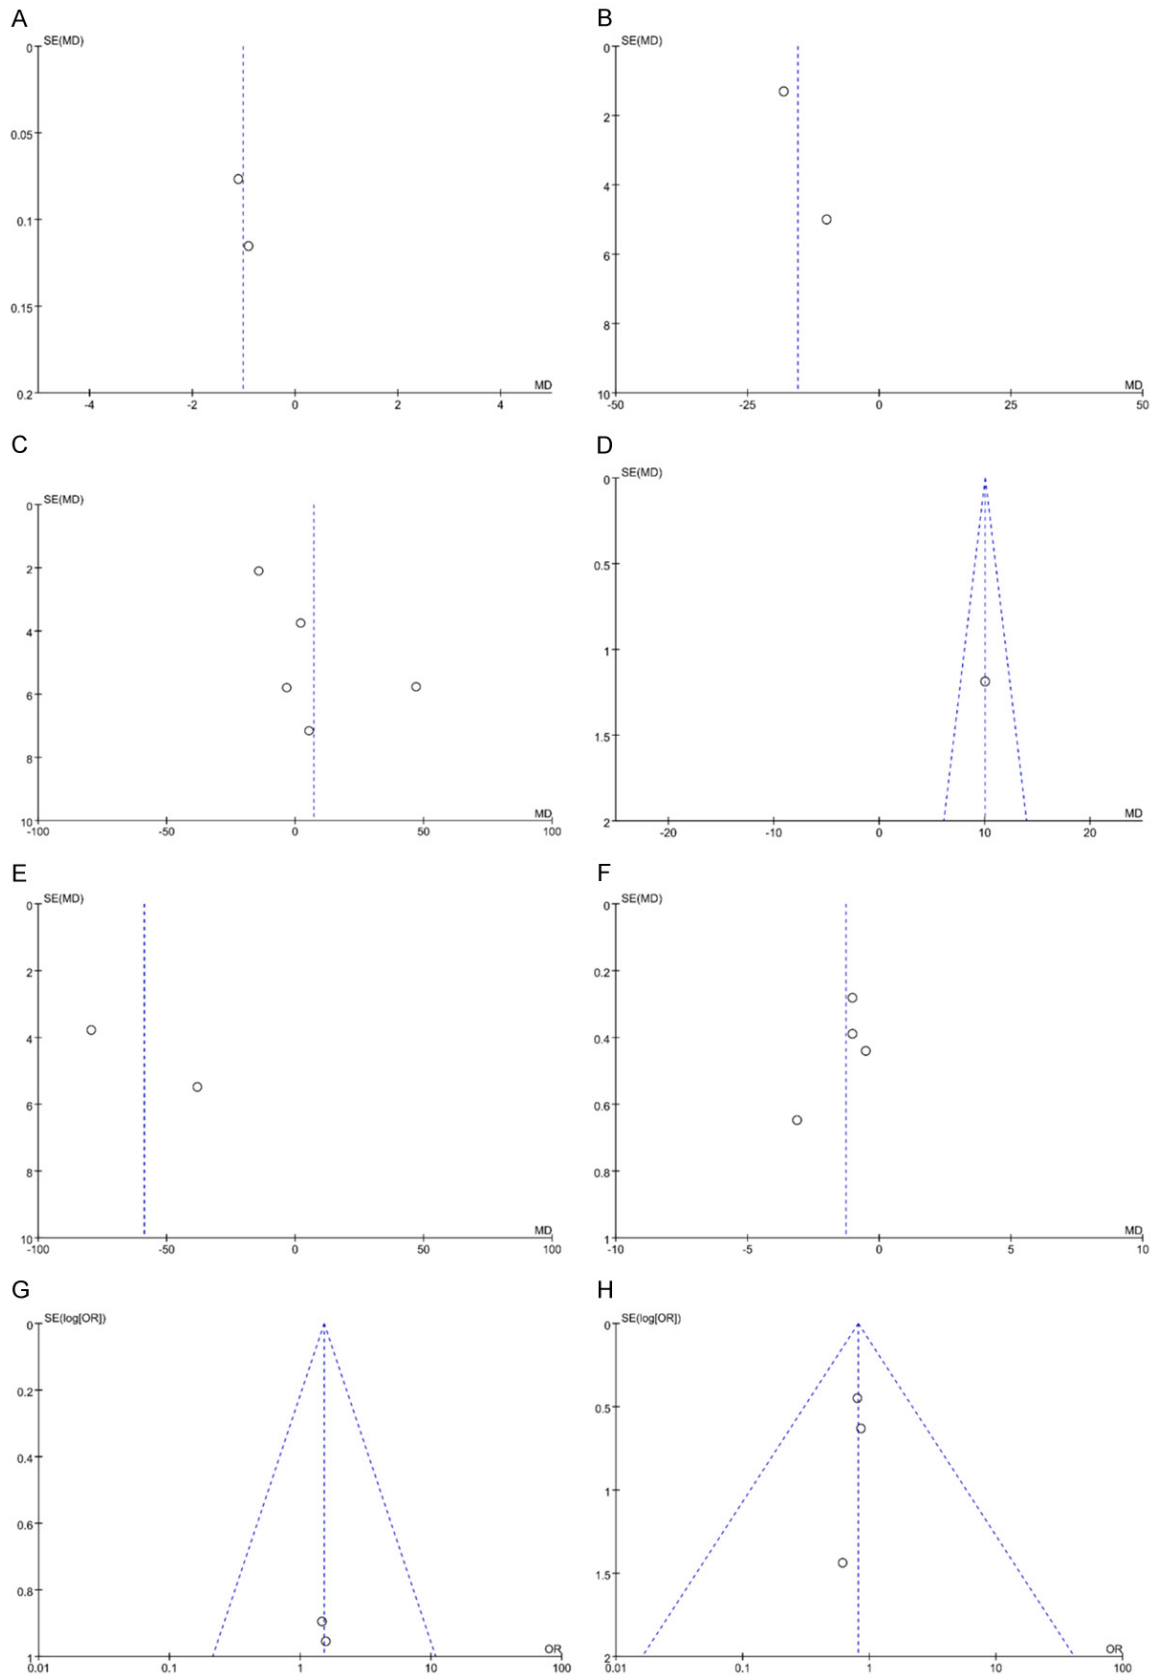 A
SE(MD)
0
0.05
0.1
0.15
0.2
-4 -2 0 2 4
MD
B
SE(MD)
0
2
4
6
8
10
-50 -25 0 25 50
MD
C
SE(MD)
0
2
4
6
8
10
-100 -50 0 50 100
MD
D
SE(MD)
0
0.5
1
1.5
2
-20 -10 0 10 20
MD
E
SE(MD)
0
2
4
6
8
10
-100 -50 0 50 100
MD
F
SE(MD)
0
0.2
0.4
0.6
0.8
1
-10 -5 0 5 10
MD
G
SE(log[OR])
0
0.2
0.4
0.6
0.8
1
0.01 0.1 1 10 100
OR
H
SE(log[OR])
0
0.5
1
1.5
2
0.01 0.1 1 10 100
OR